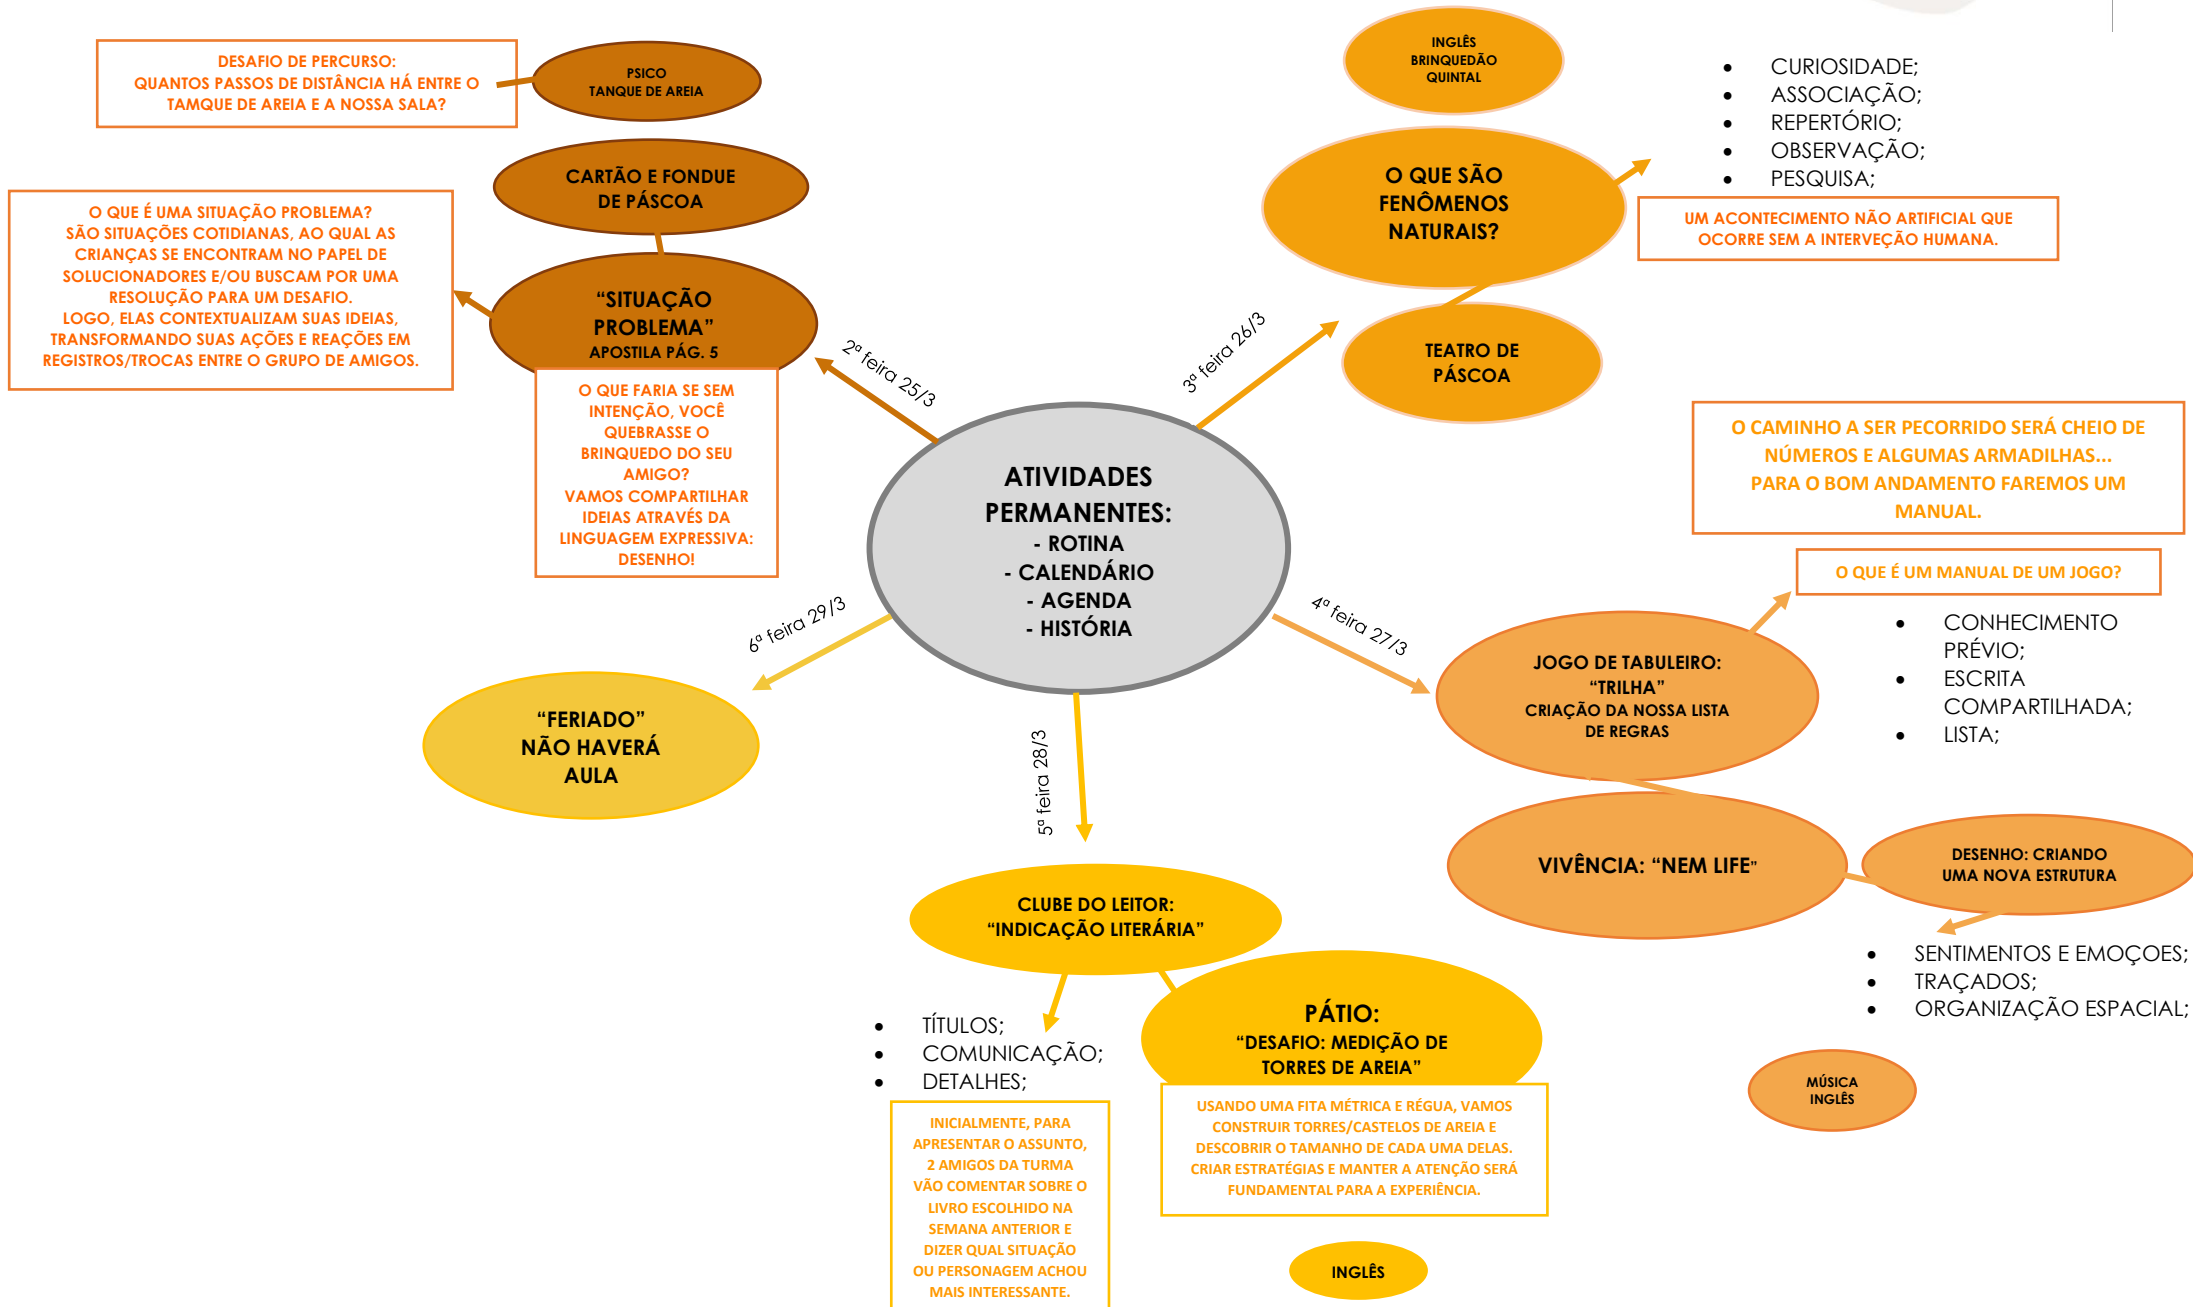 DESAFIO DE PERCURSO:
QUANTOS PASSOS DE DISTÂNCIA HÁ ENTRE O
TAMQUE DE AREIA E A NOSSA SALA?
PSICO
TANQUE DE AREIA
CARTÃO E FONDUE
DE PÁSCOA
O QUE É UMA SITUAÇÃO PROBLEMA?
SÃO SITUAÇÕES COTIDIANAS, AO QUAL AS
CRIANÇAS SE ENCONTRAM NO PAPEL DE
SOLUCIONADORES E/OU BUSCAM POR UMA
RESOLUÇÃO PARA UM DESAFIO.
LOGO, ELAS CONTEXTUALIZAM SUAS IDEIAS,
TRANSFORMANDO SUAS AÇÕES E REAÇÕES EM
REGISTROS/TROCAS ENTRE O GRUPO DE AMIGOS.
“SITUAÇÃO
PROBLEMA”
APOSTILA PÁG. 5
O QUE FARIA SE SEM
INTENÇÃO, VOCÊ
QUEBRASSE O
BRINQUEDO DO SEU
AMIGO?
VAMOS COMPARTILHAR
IDEIAS ATRAVÉS DA
LINGUAGEM EXPRESSIVA:
DESENHO!
2ª feira 25/3
INGLÊS
BRINQUEDÃO
QUINTAL
O QUE SÃO
FENÔMENOS
NATURAIS?
• CURIOSIDADE;
• ASSOCIAÇÃO;
• REPERTÓRIO;
• OBSERVAÇÃO;
• PESQUISA;
UM ACONTECIMENTO NÃO ARTIFICIAL QUE
OCORRE SEM A INTERVEÇÃO HUMANA.
TEATRO DE
PÁSCOA
3ª feira 26/3
ATIVIDADES
PERMANENTES:
- ROTINA
- CALENDÁRIO
- AGENDA
- HISTÓRIA
O CAMINHO A SER PECORRIDO SERÁ CHEIO DE
NÚMEROS E ALGUMAS ARMADILHAS...
PARA O BOM ANDAMENTO FAREMOS UM
MANUAL.
O QUE É UM MANUAL DE UM JOGO?
• CONHECIMENTO
PRÉVIO;
• ESCRITA
COMPARTILHADA;
• LISTA;
4ª feira 27/3
JOGO DE TABULEIRO:
“TRILHA”
CRIAÇÃO DA NOSSA LISTA
DE REGRAS
VIVÊNCIA: “NEM LIFE”
DESENHO: CRIANDO
UMA NOVA ESTRUTURA
• SENTIMENTOS E EMOÇOES;
• TRAÇADOS;
• ORGANIZAÇÃO ESPACIAL;
MÚSICA
INGLÊS
6ª feira 29/3
“FERIADO”
NÃO HAVERÁ
AULA
5ª feira 28/3
CLUBE DO LEITOR:
“INDICAÇÃO LITERÁRIA”
• TÍTULOS;
• COMUNICAÇÃO;
• DETALHES;
INICIALMENTE, PARA
APRESENTAR O ASSUNTO,
2 AMIGOS DA TURMA
VÃO COMENTAR SOBRE O
LIVRO ESCOLHIDO NA
SEMANA ANTERIOR E
DIZER QUAL SITUAÇÃO
OU PERSONAGEM ACHOU
MAIS INTERESSANTE.
PÁTIO:
“DESAFIO: MEDIÇÃO DE
TORRES DE AREIA”
USANDO UMA FITA MÉTRICA E RÉGUA, VAMOS
CONSTRUIR TORRES/CASTELOS DE AREIA E
DESCOBRIR O TAMANHO DE CADA UMA DELAS.
CRIAR ESTRATÉGIAS E MANTER A ATENÇÃO SERÁ
FUNDAMENTAL PARA A EXPERIÊNCIA.
INGLÊS